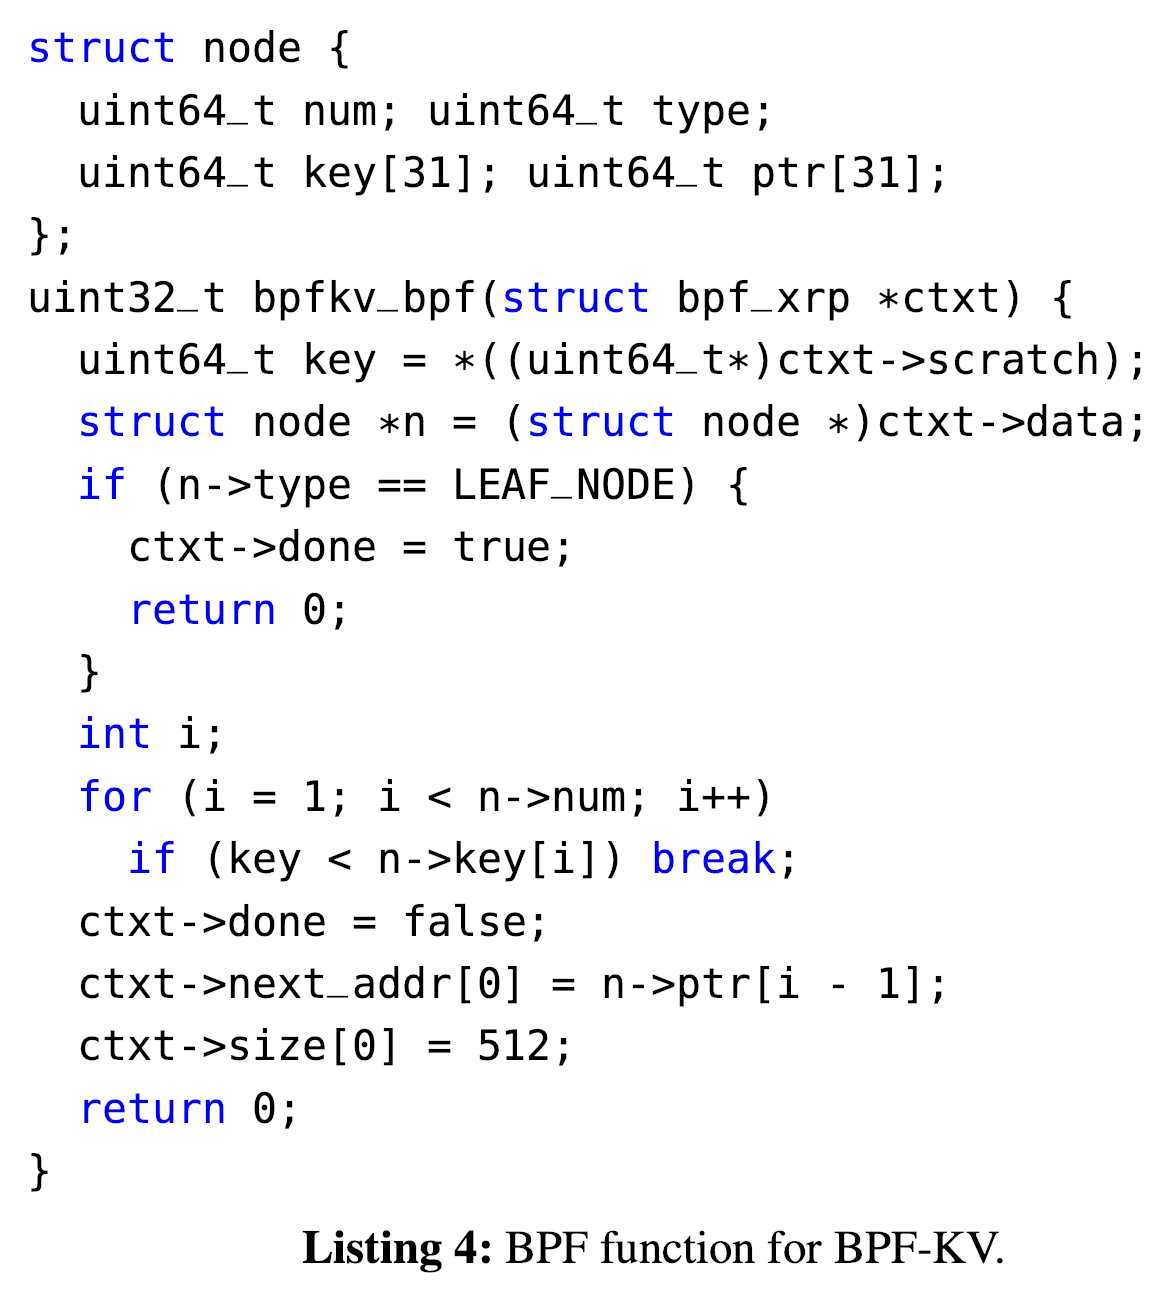 struct node {
  uint64_t num; uint64_t type;
  uint64_t key[31]; uint64_t ptr[31];
};
uint32_t bpfkv_bpf(struct bpf_xrp *ctxt) {
  uint64_t key = *((uint64_t*)ctxt->scratch);
  struct node *n = (struct node *)ctxt->data;
  if (n->type == LEAF_NODE) {
    ctxt->done = true;
    return 0;
  }
  int i;
  for (i = 1; i < n->num; i++)
    if (key < n->key[i]) break;
  ctxt->done = false;
  ctxt->next_addr[0] = n->ptr[i - 1];
  ctxt->size[0] = 512;
  return 0;
}
Listing 4: BPF function for BPF-KV.